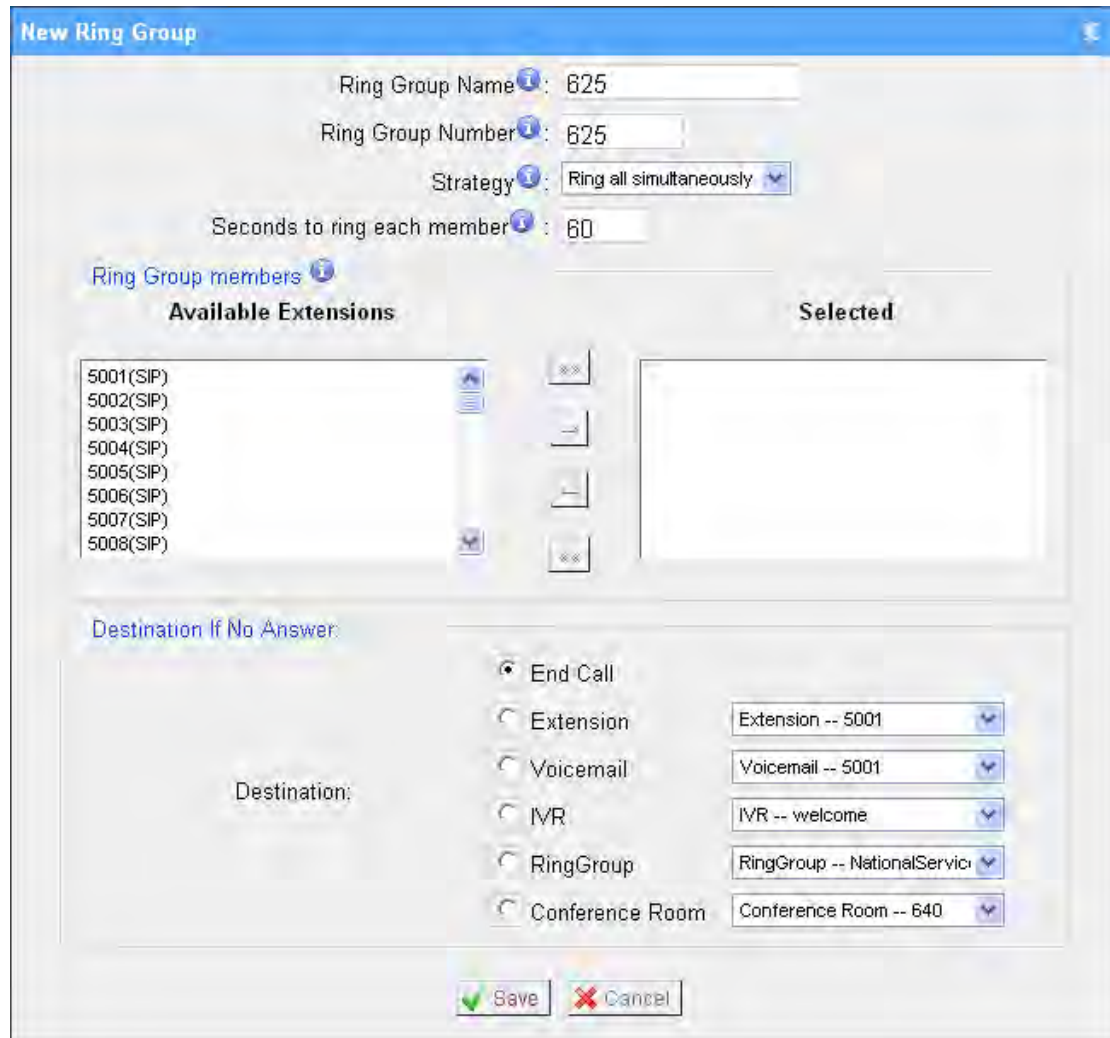 New Ring Group
Ring Group Name : 625
Ring Group Number : 625
Strategy : Ring all simultaneously
Seconds to ring each member : 60
Ring Group members
Available Extensions Selected
5001(SIP)
5002(SIP)
5003(SIP)
5004(SIP)
5005(SIP)
5006(SIP)
5007(SIP)
5008(SIP)
Destination If No Answer:
Destination:
End Call
Extension Extension -- 5001
Voicemail Voicemail -- 5001
IVR IVR -- welcome
RingGroup RingGroup -- NationalServic
Conference Room Conference Room -- 640
Save Cancel